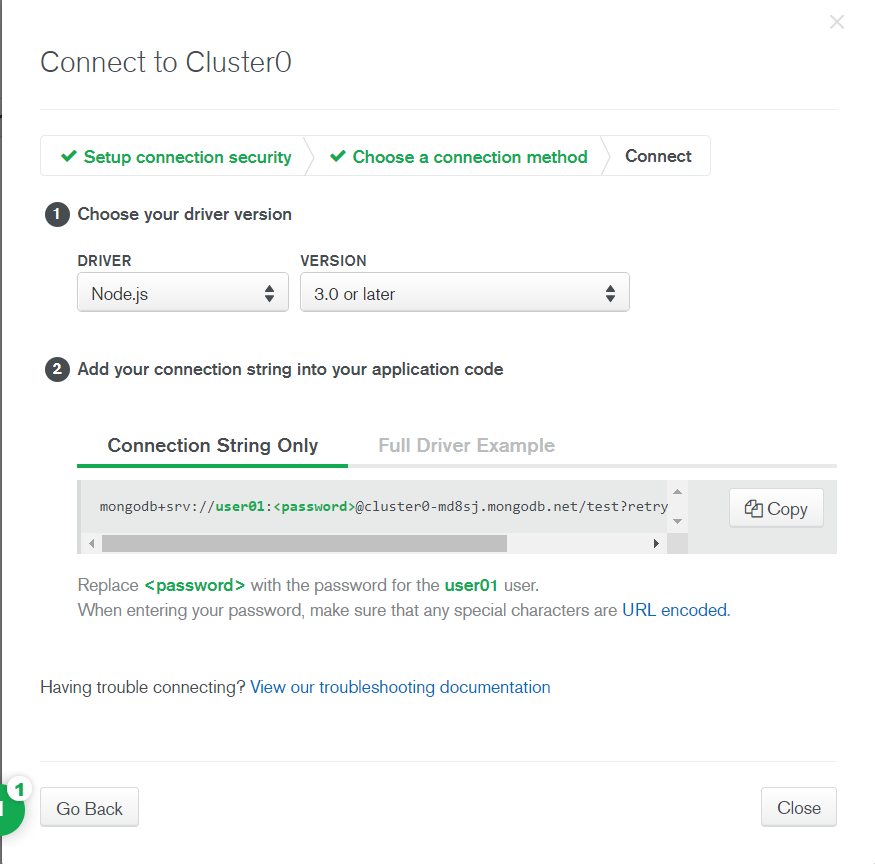 Connect to Cluster0
Setup connection security
Choose a connection method
Connect
1 Choose your driver version
DRIVER
VERSION
Node.js
3.0 or later
2 Add your connection string into your application code
Connection String Only
Full Driver Example
mongodb+srv://user01:<password>@cluster0-md8sj.mongodb.net/test?retry
Copy
Replace <password> with the password for the user01 user.
When entering your password, make sure that any special characters are URL encoded.
Having trouble connecting? View our troubleshooting documentation
1
Go Back
Close